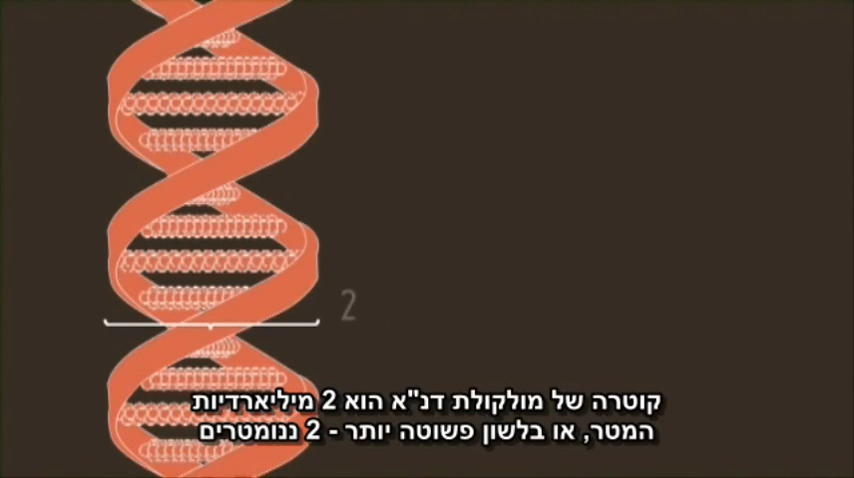 2
קוטרה של מולקולת דנ"א הוא 2 מיליארדיות
המטר, או בלשון פשוטה יותר - 2 ננומטרים